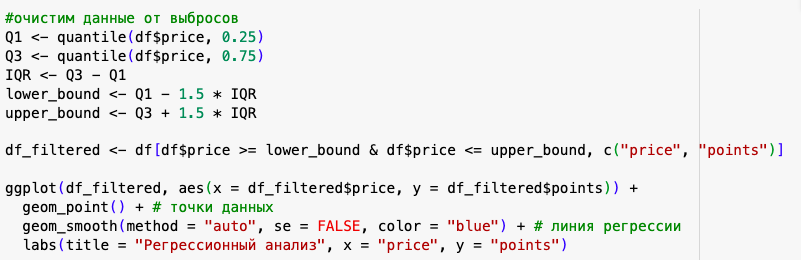 #очистим данные от выбросов
Q1 <- quantile(df$price, 0.25)
Q3 <- quantile(df$price, 0.75)
IQR <- Q3 - Q1
lower_bound <- Q1 - 1.5 * IQR
upper_bound <- Q3 + 1.5 * IQR
df_filtered <- df[df$price >= lower_bound & df$price <= upper_bound, c("price", "points")]
ggplot(df_filtered, aes(x = df_filtered$price, y = df_filtered$points)) +
geom_point() + # точки данных
geom_smooth(method = "auto", se = FALSE, color = "blue") + # линия регрессии
labs(title = "Регрессионный анализ", x = "price", y = "points")